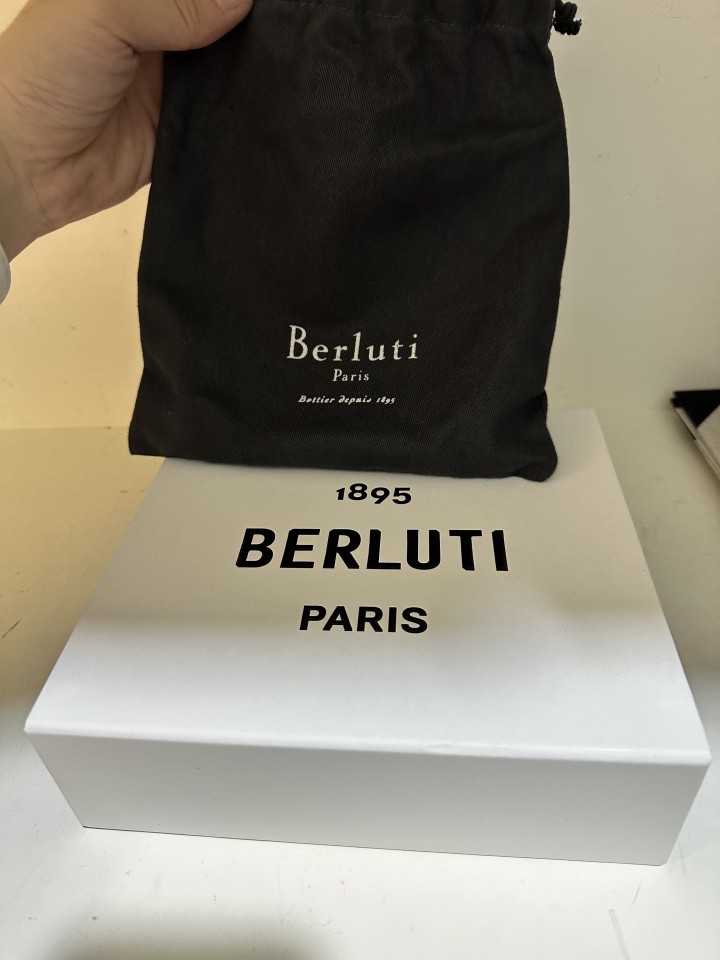 Berluti
Paris
Bottier depuis 1895
1895
BERLUTI
PARIS